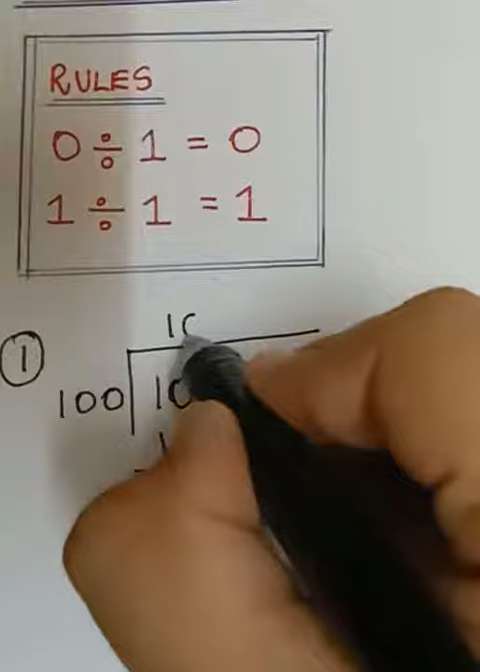 RULES
0 ÷ 1 = 0
1 ÷ 1 = 1
1
100